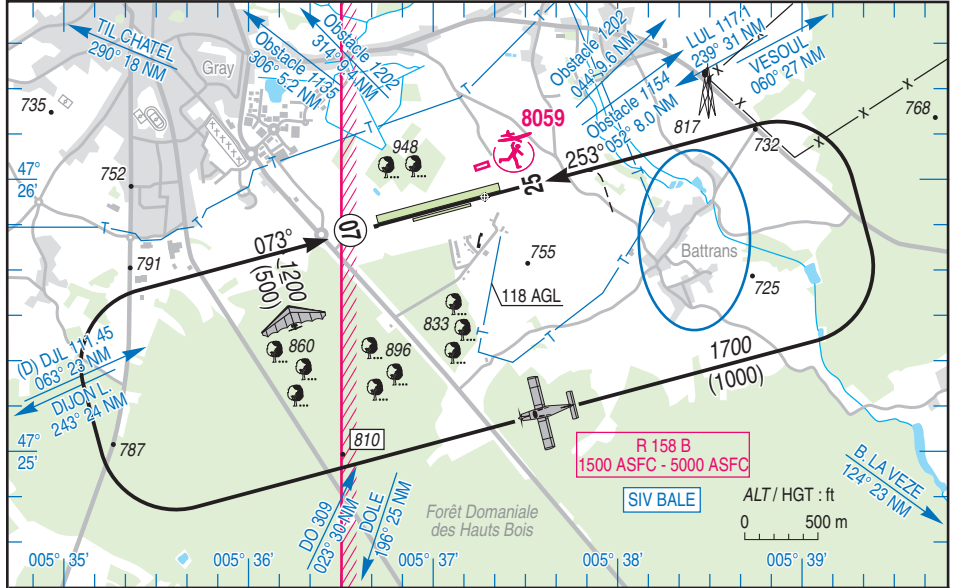 TIL CHATEL
290° 18 NM
Gray
Obstacle 1135
306° 5.2 NM
Obstacle 1202
314° 9.4 NM
Obstacle 1202
044° 9.6 NM
Obstacle 1154
052° 8.0 NM
LUL 117.1
239° 31 NM
VESOUL
060° 27 NM
735
768
817
732
8059
948
253°
25
752
47°
26'
T
T
T
T
T
T
T
T
X
X
X
X
07
073°
1200
(500)
791
755
Battrans
725
118 AGL
833
860
896
1700
(1000)
(D) DJL 111.45
063° 23 NM
DIJON L.
243° 24 NM
787
810
47°
25'
R 158 B
1500 ASFC - 5000 ASFC
SIV BALE
ALT / HGT : ft
0
500 m
B. LA VEZE
124° 23 NM
Forêt Domaniale
des Hauts Bois
DO 309
023° 30 NM
DOLE
196° 25 NM
005° 35'
005° 36'
005° 37'
005° 38'
005° 39'